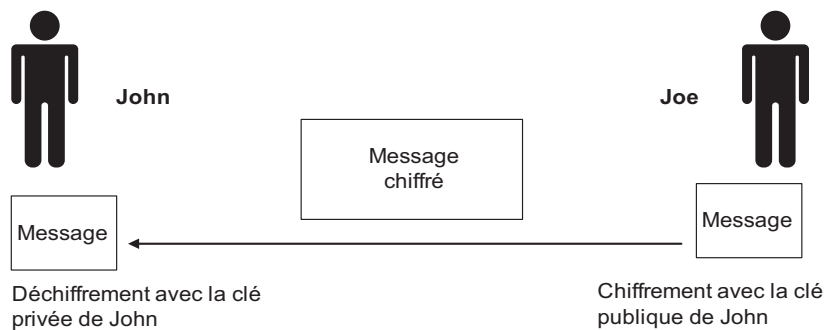 John
Joe
Message
chiffré
Message
Message
Déchiffrement avec la clé
privée de John
Chiffrement avec la clé
publique de John